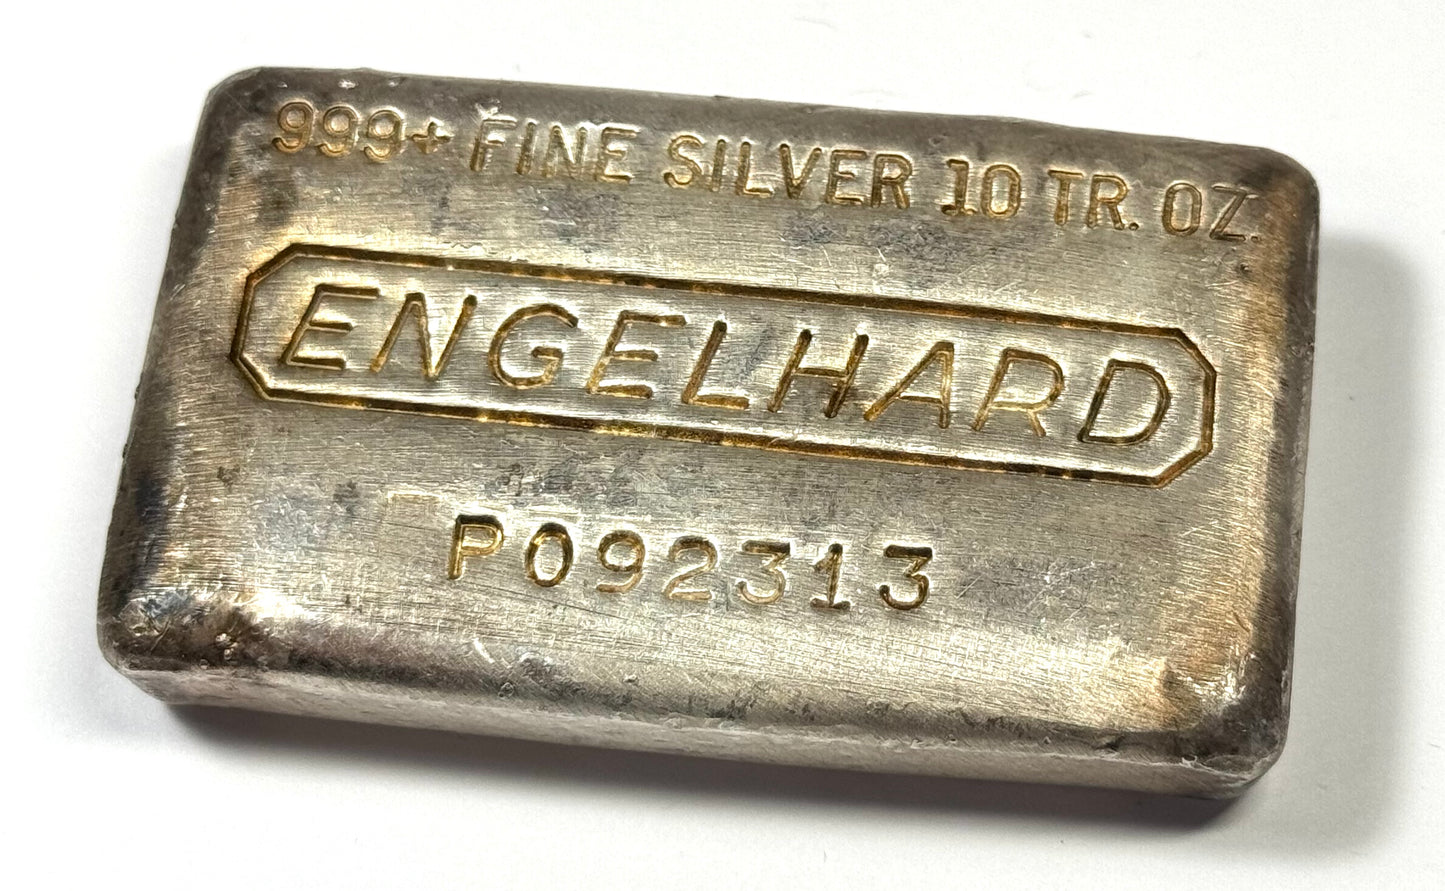 999+ FINE SILVER 10 TR. OZ.
ENGELHARD
P092313